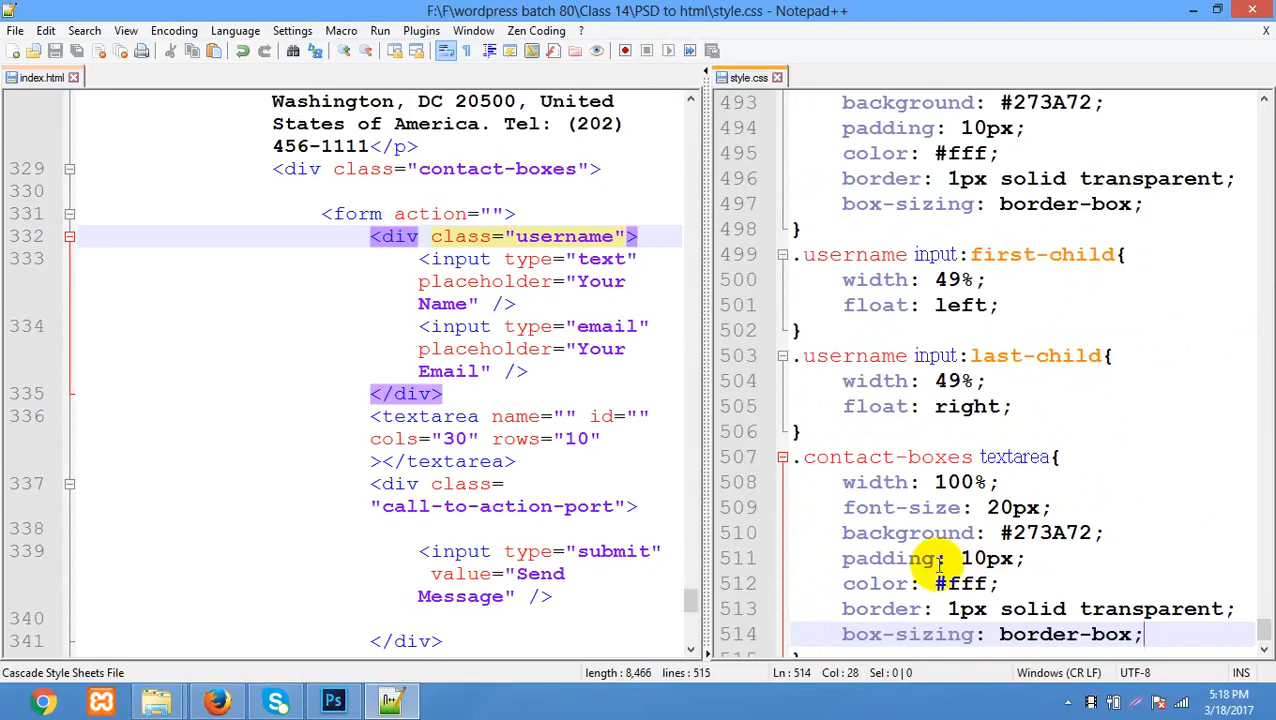 F:\F\wordpress batch 80\Class 14\PSD to html\style.css - Notepad++
File Edit Search View Encoding Language Settings Macro Run Plugins Window Zen Coding ? X
index.html
Washington, DC 20500, United
States of America. Tel: (202)
456-1111</p>
329 <div class="contact-boxes">
330
331 <form action="">
332 <div class="username">
333 <input type="text"
placeholder="Your
Name" />
334 <input type="email"
placeholder="Your
Email" />
335 </div>
336 <textarea name="" id=""
cols="30" rows="10"
></textarea>
337 <div class=
"call-to-action-port">
338
339 <input type="submit"
value="Send
Message" />
340
341 </div>
style.css
493 background: #273A72;
494 padding: 10px;
495 color: #fff;
496 border: 1px solid transparent;
497 box-sizing: border-box;
498 }
499 .username input:first-child{
500 width: 49%;
501 float: left;
502 }
503 .username input:last-child{
504 width: 49%;
505 float: right;
506 }
507 .contact-boxes textarea{
508 width: 100%;
509 font-size: 20px;
510 background: #273A72;
511 padding: 10px;
512 color: #fff;
513 border: 1px solid transparent;
514 box-sizing: border-box;
515 }
Cascade Style Sheets File length : 8,466 lines : 515 Ln : 514 Col : 28 Sel : 0 | 0 Windows (CR LF) UTF-8 INS
Ps
5:18 PM
3/18/2017